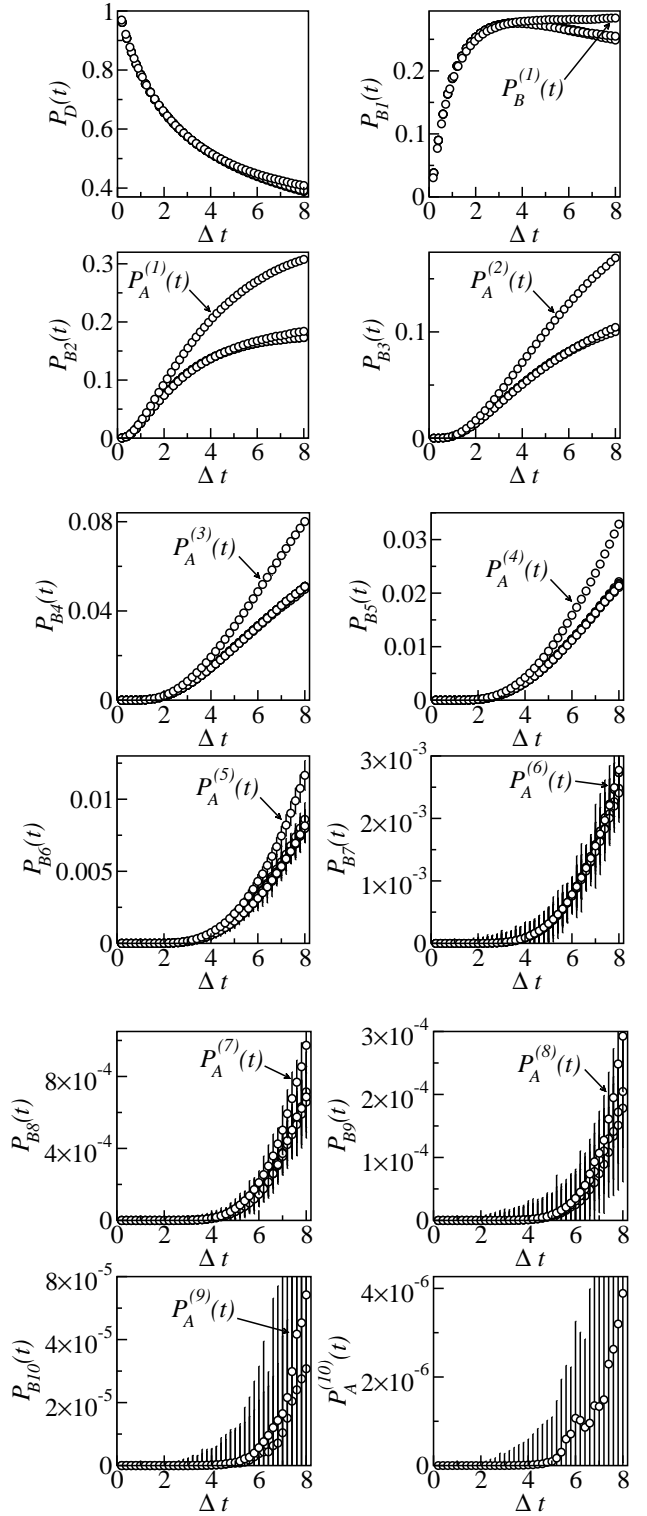 1
0.8
0.6
0.4
P_D(t)
0 2 4 6 8
Δ t
0.2
0.1
0
P_{B1}(t)
P_B^{(1)}(t)
0 2 4 6 8
Δ t
0.3
0.2
0.1
0
P_{B2}(t)
P_A^{(1)}(t)
0 2 4 6 8
Δ t
0.1
0
P_{B3}(t)
P_A^{(2)}(t)
0 2 4 6 8
Δ t
0.08
0.04
0
P_{B4}(t)
P_A^{(3)}(t)
0 2 4 6 8
Δ t
0.03
0.02
0.01
0
P_{B5}(t)
P_A^{(4)}(t)
0 2 4 6 8
Δ t
0.01
0.005
0
P_{B6}(t)
P_A^{(5)}(t)
0 2 4 6 8
Δ t
3×10^{-3}
2×10^{-3}
1×10^{-3}
0
P_{B7}(t)
P_A^{(6)}(t)
0 2 4 6 8
Δ t
8×10^{-4}
4×10^{-4}
0
P_{B8}(t)
P_A^{(7)}(t)
0 2 4 6 8
Δ t
3×10^{-4}
2×10^{-4}
1×10^{-4}
0
P_{B9}(t)
P_A^{(8)}(t)
0 2 4 6 8
Δ t
8×10^{-5}
4×10^{-5}
2×10^{-5}
0
P_{B10}(t)
P_A^{(9)}(t)
0 2 4 6 8
Δ t
4×10^{-6}
2×10^{-6}
0
P_A^{(10)}(t)
0 2 4 6 8
Δ t